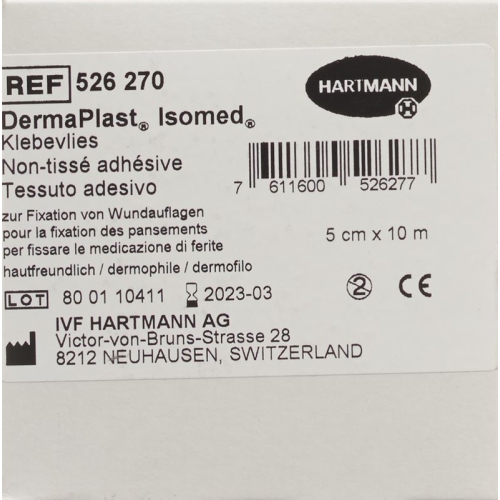 REF 526 270
HARTMANN
DermaPlast® Isomed®
Klebevlies
Non-tissé adhésive
Tessuto adesivo
7 611600 526277
zur Fixation von Wundauflagen
pour la fixation des pansements
per fissare le medicazione di ferite
5 cm x 10 m
hautfreundlich / dermophile / dermofilo
LOT 80 01 10411 2023-03
2 CE
IVF HARTMANN AG
Victor-von-Bruns-Strasse 28
8212 NEUHAUSEN, SWITZERLAND